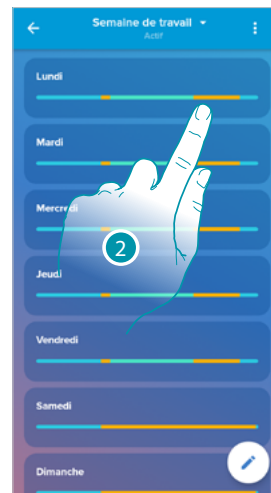 Semaine de travail
Actif
Lundi
Mardi
Mercredi
2
Jeudi
Vendredi
Samedi
Dimanche